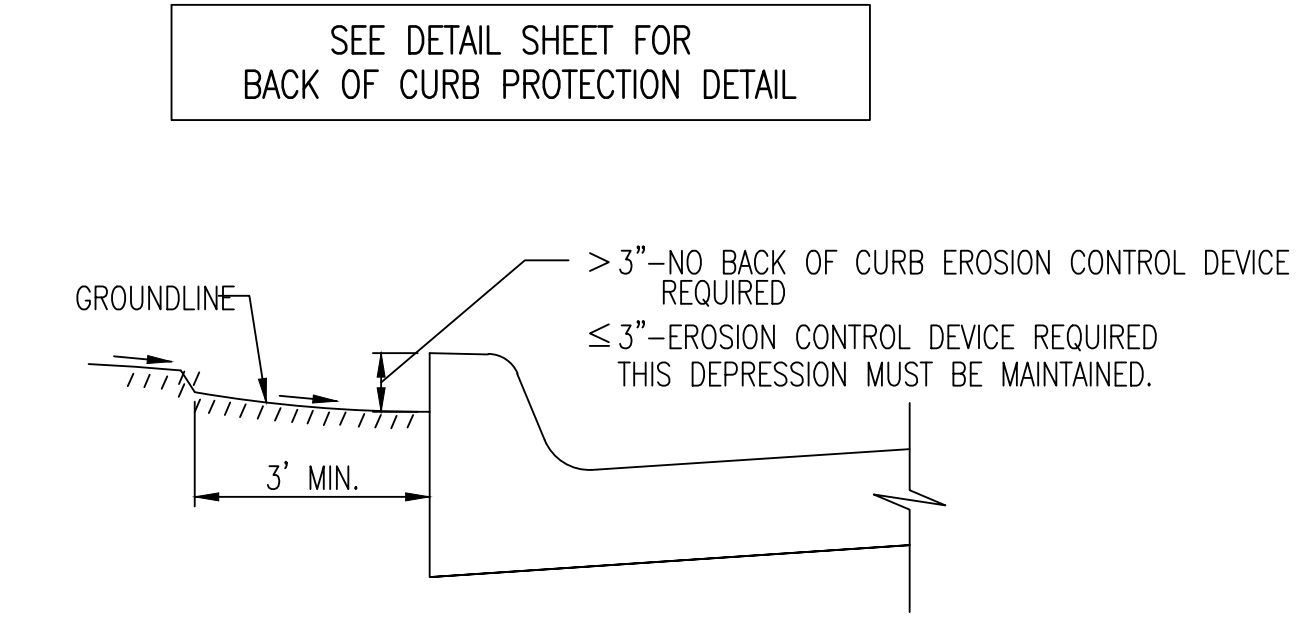 SEE DETAIL SHEET FOR
BACK OF CURB PROTECTION DETAIL
> 3"-NO BACK OF CURB EROSION CONTROL DEVICE
REQUIRED
GROUNDLINE
≤ 3"-EROSION CONTROL DEVICE REQUIRED
THIS DEPRESSION MUST BE MAINTAINED.
3' MIN.